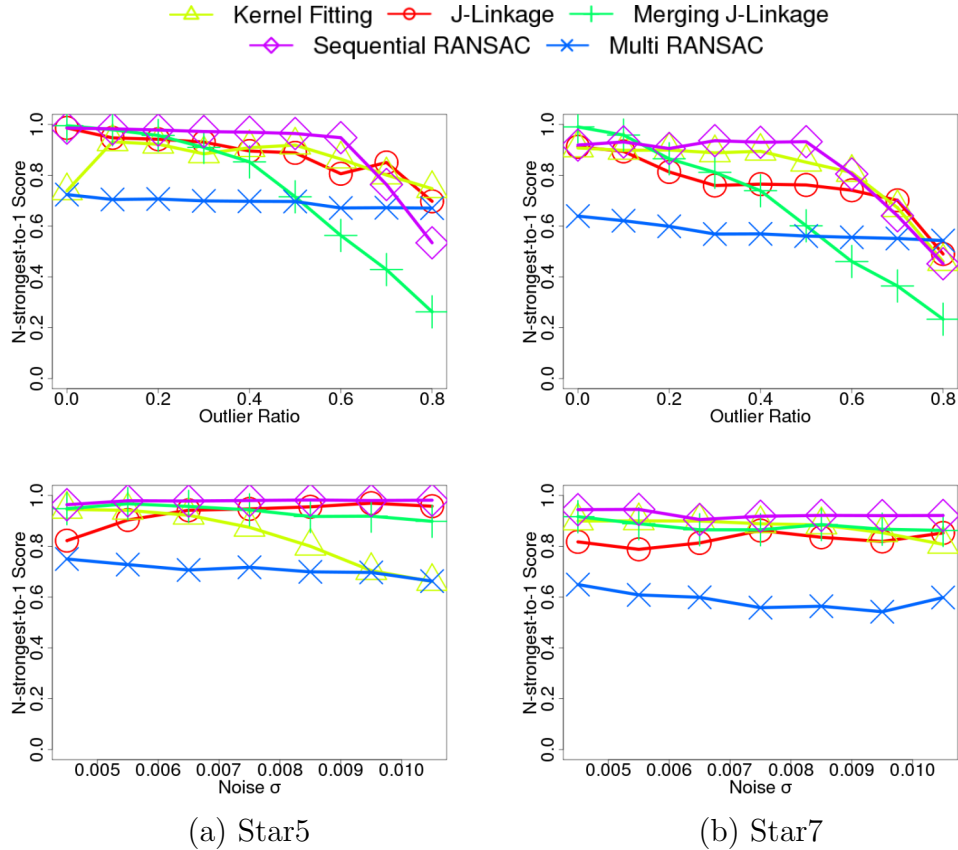 Kernel Fitting J-Linkage Merging J-Linkage
Sequential RANSAC Multi RANSAC
N-strongest-to-1 Score
0.0 0.2 0.4 0.6 0.8 1.0
0.0 0.2 0.4 0.6 0.8
Outlier Ratio
N-strongest-to-1 Score
0.0 0.2 0.4 0.6 0.8 1.0
0.0 0.2 0.4 0.6 0.8
Outlier Ratio
N-strongest-to-1 Score
0.0 0.2 0.4 0.6 0.8 1.0
0.005 0.006 0.007 0.008 0.009 0.010
Noise σ
N-strongest-to-1 Score
0.0 0.2 0.4 0.6 0.8 1.0
0.005 0.006 0.007 0.008 0.009 0.010
Noise σ
(a) Star5
(b) Star7